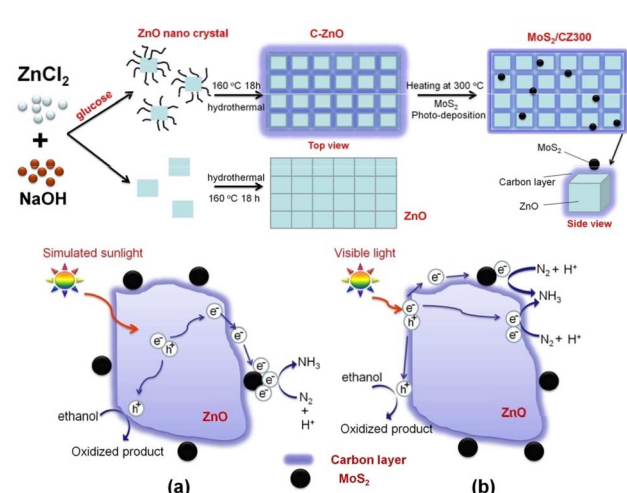 ZnO nano crystal
C-ZnO
MoS₂/CZ300
ZnCl₂
+
NaOH
glucose
160 °C 18h
hydrothermal
Heating at 300 °C
MoS₂
Photo-deposition
Top view
hydrothermal
160 °C 18 h
ZnO
MoS₂
Carbon layer
ZnO
Side view
Simulated sunlight
e⁻
h⁺
e⁻
e⁻
e⁻
e⁻
e⁻
NH₃
N₂
+
H⁺
h⁺
ethanol
Oxidized product
ZnO
(a)
Visible light
e⁻
h⁺
e⁻
e⁻
N₂ + H⁺
NH₃
e⁻
e⁻
N₂ + H⁺
h⁺
ethanol
Oxidized product
ZnO
(b)
Carbon layer
MoS₂